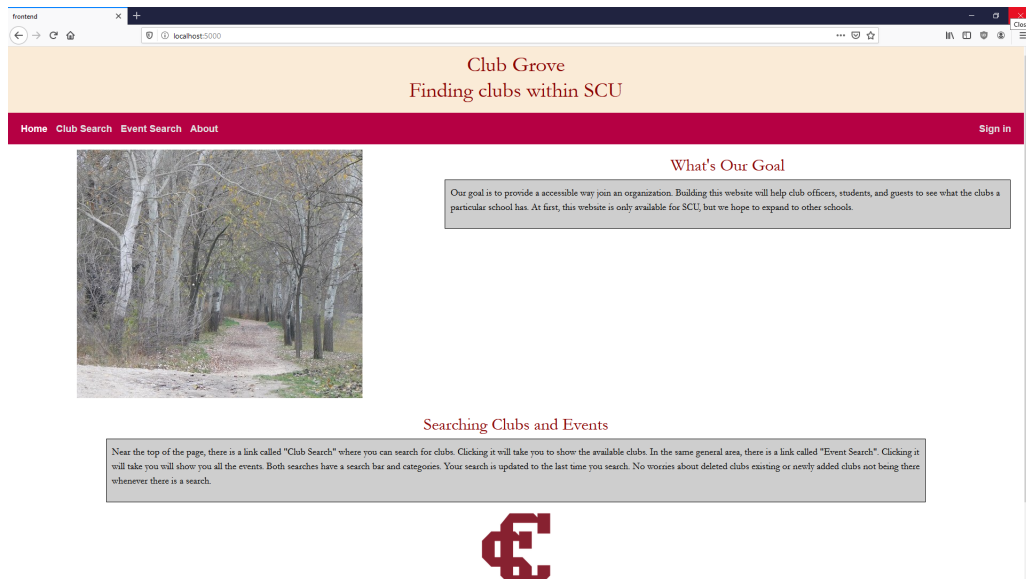 frontend
Close
localhost:5000
Club Grove
Finding clubs within SCU
Home Club Search Event Search About Sign in
What's Our Goal
Our goal is to provide a accessible way join an organization. Building this website will help club officers, students, and guests to see what the clubs a
particular school has. At first, this website is only available for SCU, but we hope to expand to other schools.
Searching Clubs and Events
Near the top of the page, there is a link called "Club Search" where you can search for clubs. Clicking it will take you to show the available clubs. In the same general area, there is a link called "Event Search". Clicking it
will take you will show you all the events. Both searches have a search bar and categories. Your search is updated to the last time you search. No worries about deleted clubs existing or newly added clubs not being there
whenever there is a search.